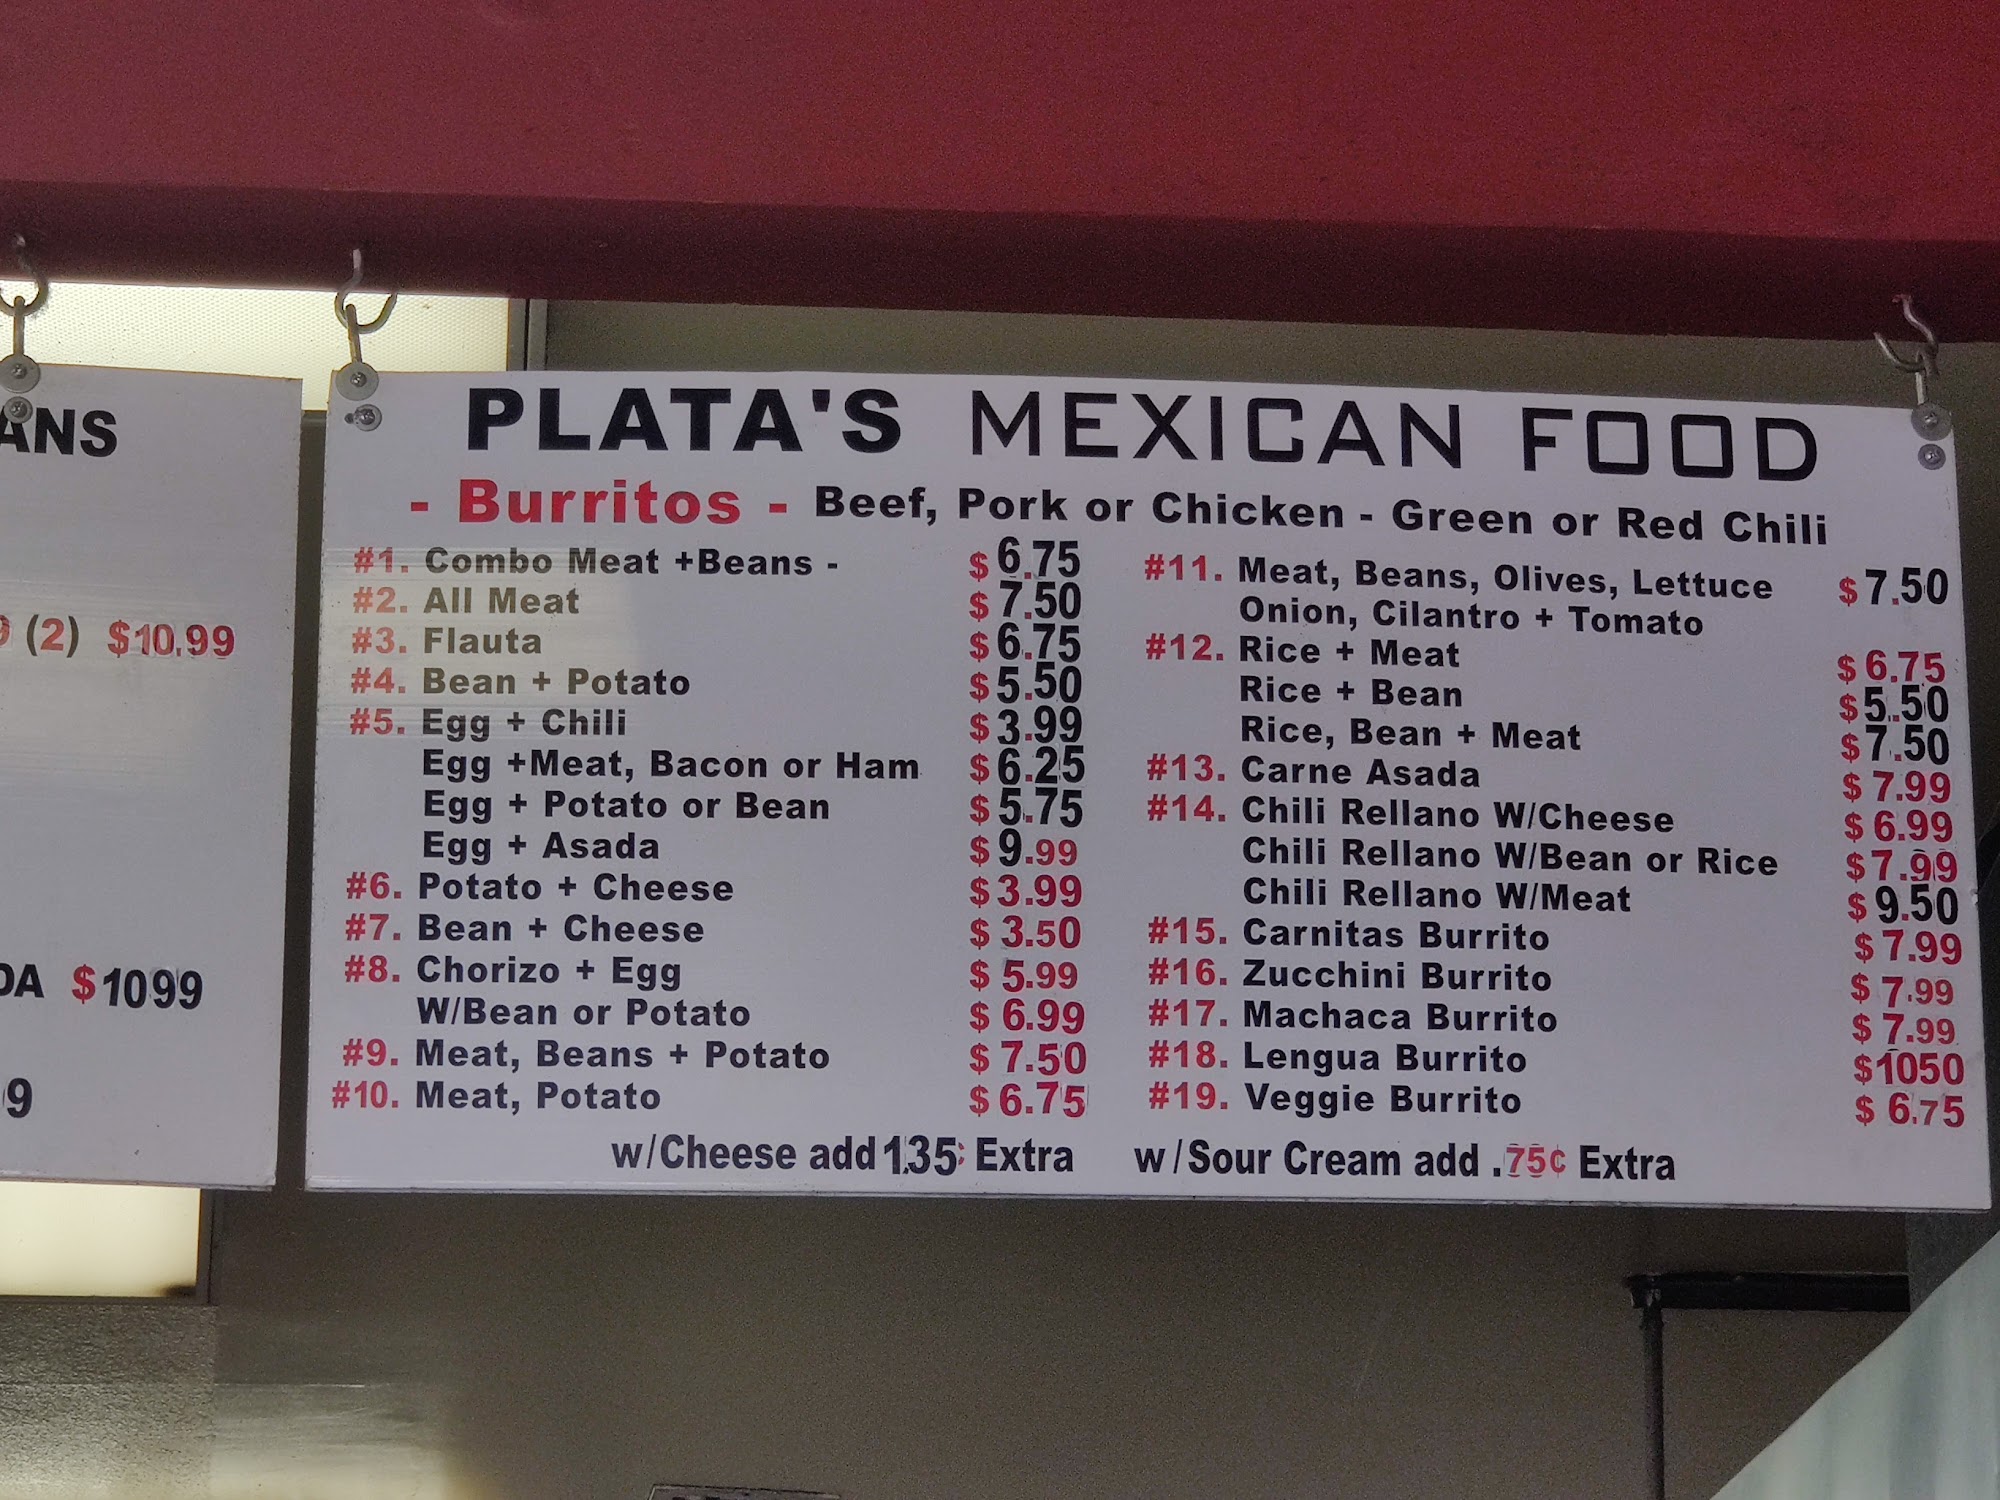 ANS
(2) $10.99
DA $1099
9
PLATA'S MEXICAN FOOD
- Burritos - Beef, Pork or Chicken - Green or Red Chili
#1. Combo Meat +Beans - $6.75
#2. All Meat $7.50
#3. Flauta $6.75
#4. Bean + Potato $5.50
#5. Egg + Chili $3.99
Egg +Meat, Bacon or Ham $6.25
Egg + Potato or Bean $5.75
Egg + Asada $9.99
#6. Potato + Cheese $3.99
#7. Bean + Cheese $3.50
#8. Chorizo + Egg $5.99
W/Bean or Potato $6.99
#9. Meat, Beans + Potato $7.50
#10. Meat, Potato $6.75
#11. Meat, Beans, Olives, Lettuce $7.50
Onion, Cilantro + Tomato
#12. Rice + Meat $6.75
Rice + Bean $5.50
Rice, Bean + Meat $7.50
#13. Carne Asada $7.99
#14. Chili Rellano W/Cheese $6.99
Chili Rellano W/Bean or Rice $7.99
Chili Rellano W/Meat $9.50
#15. Carnitas Burrito $7.99
#16. Zucchini Burrito $7.99
#17. Machaca Burrito $7.99
#18. Lengua Burrito $1050
#19. Veggie Burrito $6.75
w/Cheese add 1.35¢ Extra w/Sour Cream add .75¢ Extra